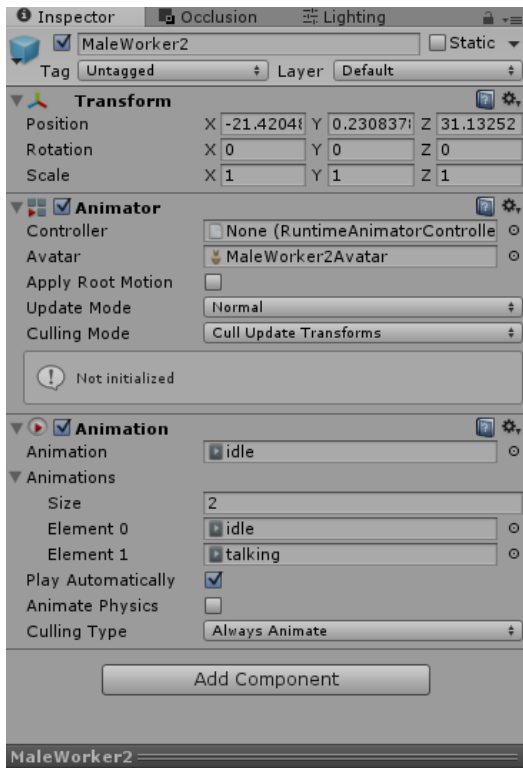 Inspector Occlusion Lighting
MaleWorker2 Static
Tag Untagged Layer Default
Transform
Position X -21.42048 Y 0.230837 Z 31.13252
Rotation X 0 Y 0 Z 0
Scale X 1 Y 1 Z 1
Animator
Controller None (RuntimeAnimatorControlle
Avatar MaleWorker2Avatar
Apply Root Motion
Update Mode Normal
Culling Mode Cull Update Transforms
Not initialized
Animation
Animation idle
Animations
Size 2
Element 0 idle
Element 1 talking
Play Automatically
Animate Physics
Culling Type Always Animate
Add Component
MaleWorker2